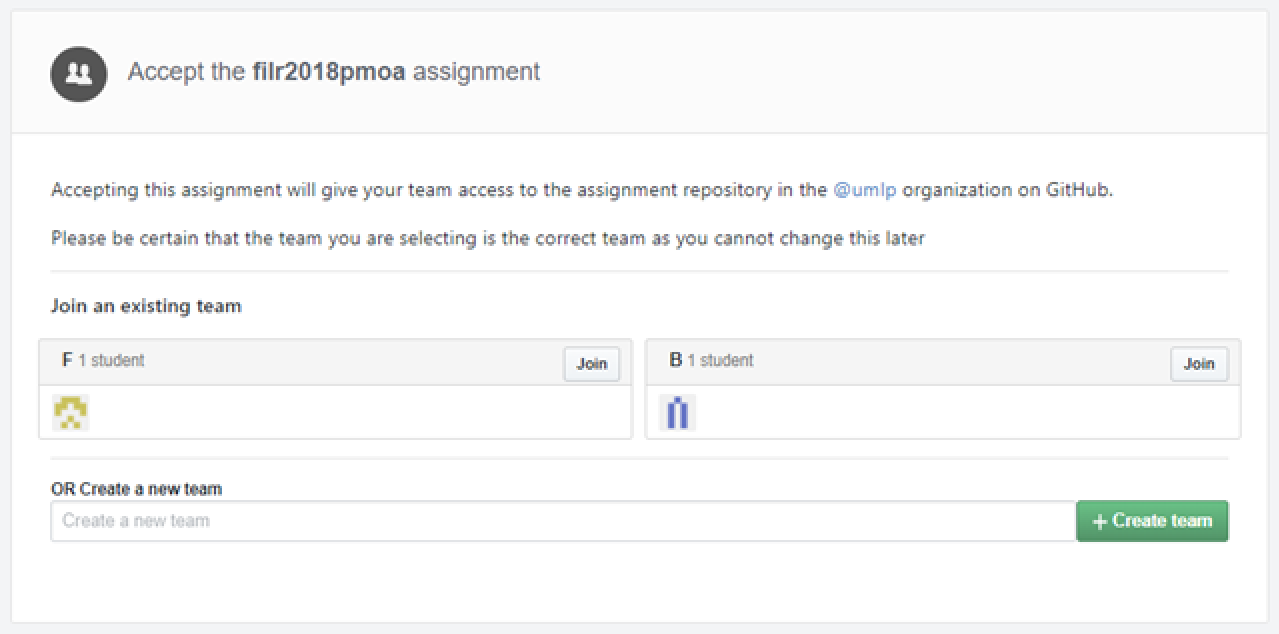 Accept the filr2018pmoa assignment
Accepting this assignment will give your team access to the assignment repository in the @umlp organization on GitHub.
Please be certain that the team you are selecting is the correct team as you cannot change this later
Join an existing team
F 1 student Join
B 1 student Join
OR Create a new team
Create a new team
+ Create team